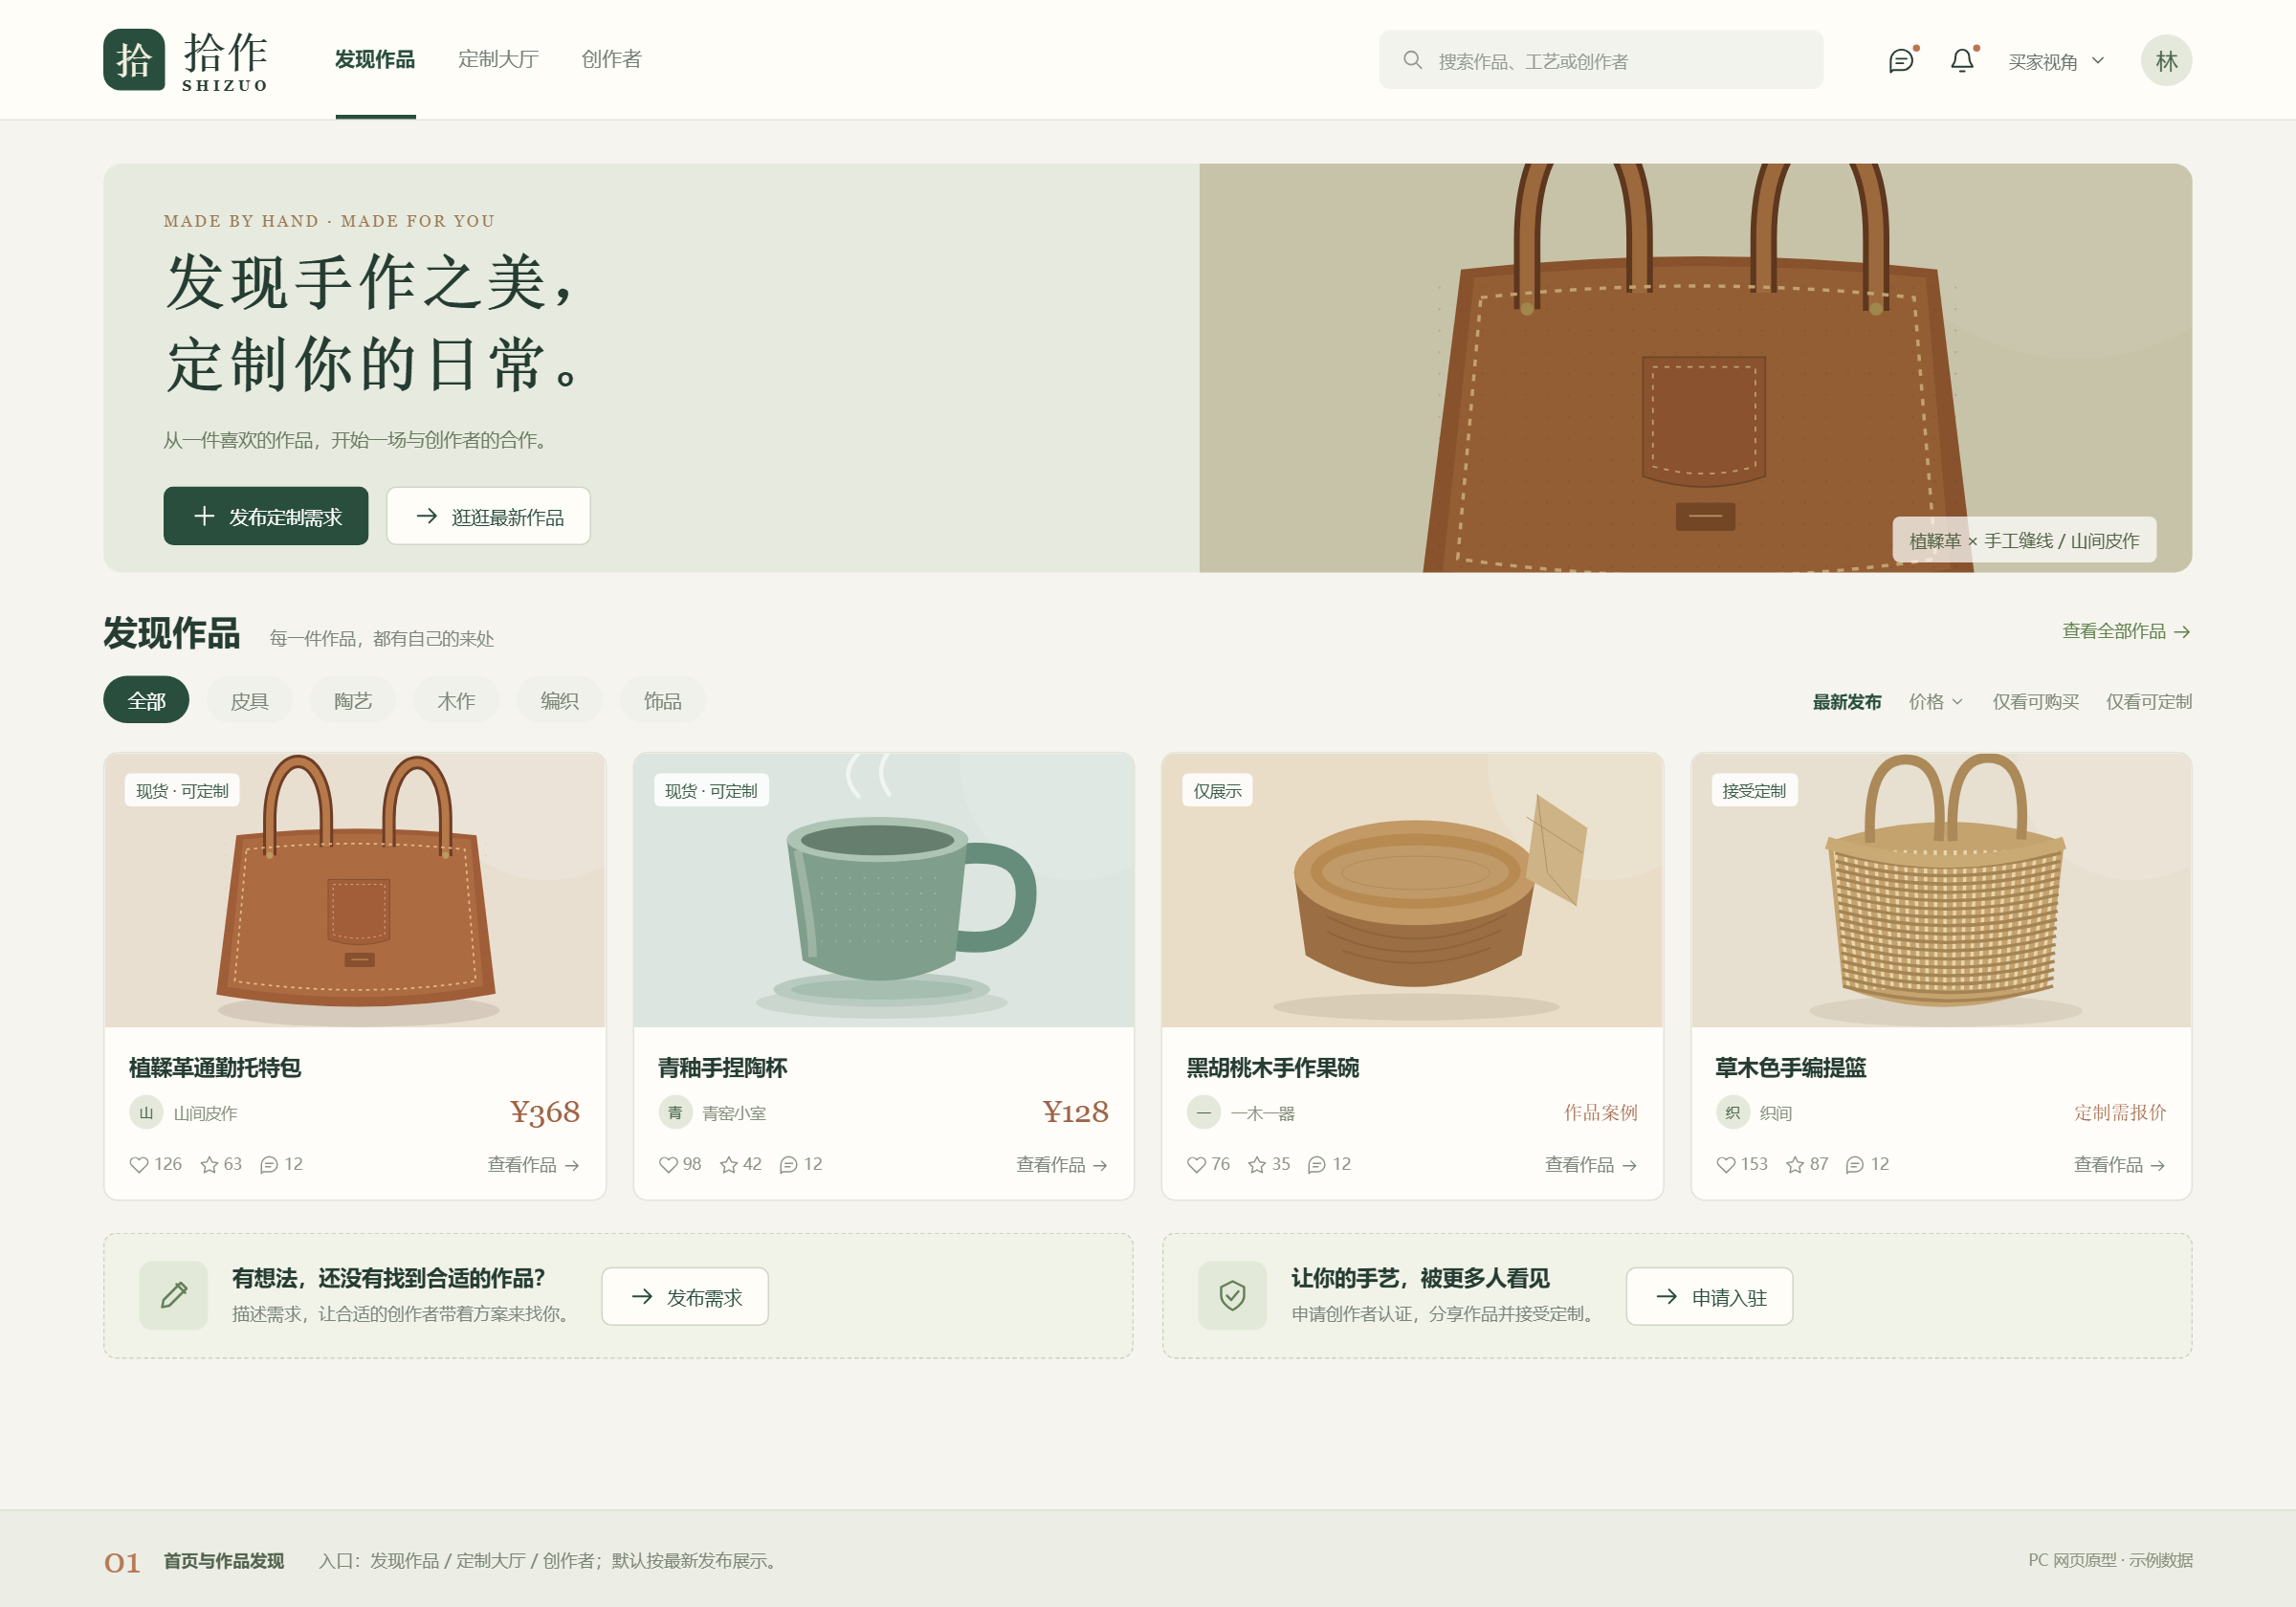 拾 拾作
SHIZUO
发现作品 定制大厅 创作者
搜索作品、工艺或创作者
买家视角 林
MADE BY HAND · MADE FOR YOU
发现手作之美，
定制你的日常。
从一件喜欢的作品，开始一场与创作者的合作。
发布定制需求 逛逛最新作品
植鞣革 × 手工缝线 / 山间皮作
发现作品 每一件作品，都有自己的来处
查看全部作品 →
全部 皮具 陶艺 木作 编织 饰品
最新发布 价格 仅看可购买 仅看可定制
现货 · 可定制
植鞣革通勤托特包
山 山间皮作 ¥368
126 63 12 查看作品 →
现货 · 可定制
青釉手捏陶杯
青 青窑小室 ¥128
98 42 12 查看作品 →
仅展示
黑胡桃木手作果碗
一 一木一器 作品案例
76 35 12 查看作品 →
接受定制
草木色手编提篮
织 织间 定制需报价
153 87 12 查看作品 →
有想法，还没有找到合适的作品？
描述需求，让合适的创作者带着方案来找你。
→ 发布需求
让你的手艺，被更多人看见
申请创作者认证，分享作品并接受定制。
→ 申请入驻
01 首页与作品发现 入口：发现作品 / 定制大厅 / 创作者；默认按最新发布展示。
PC 网页原型 · 示例数据